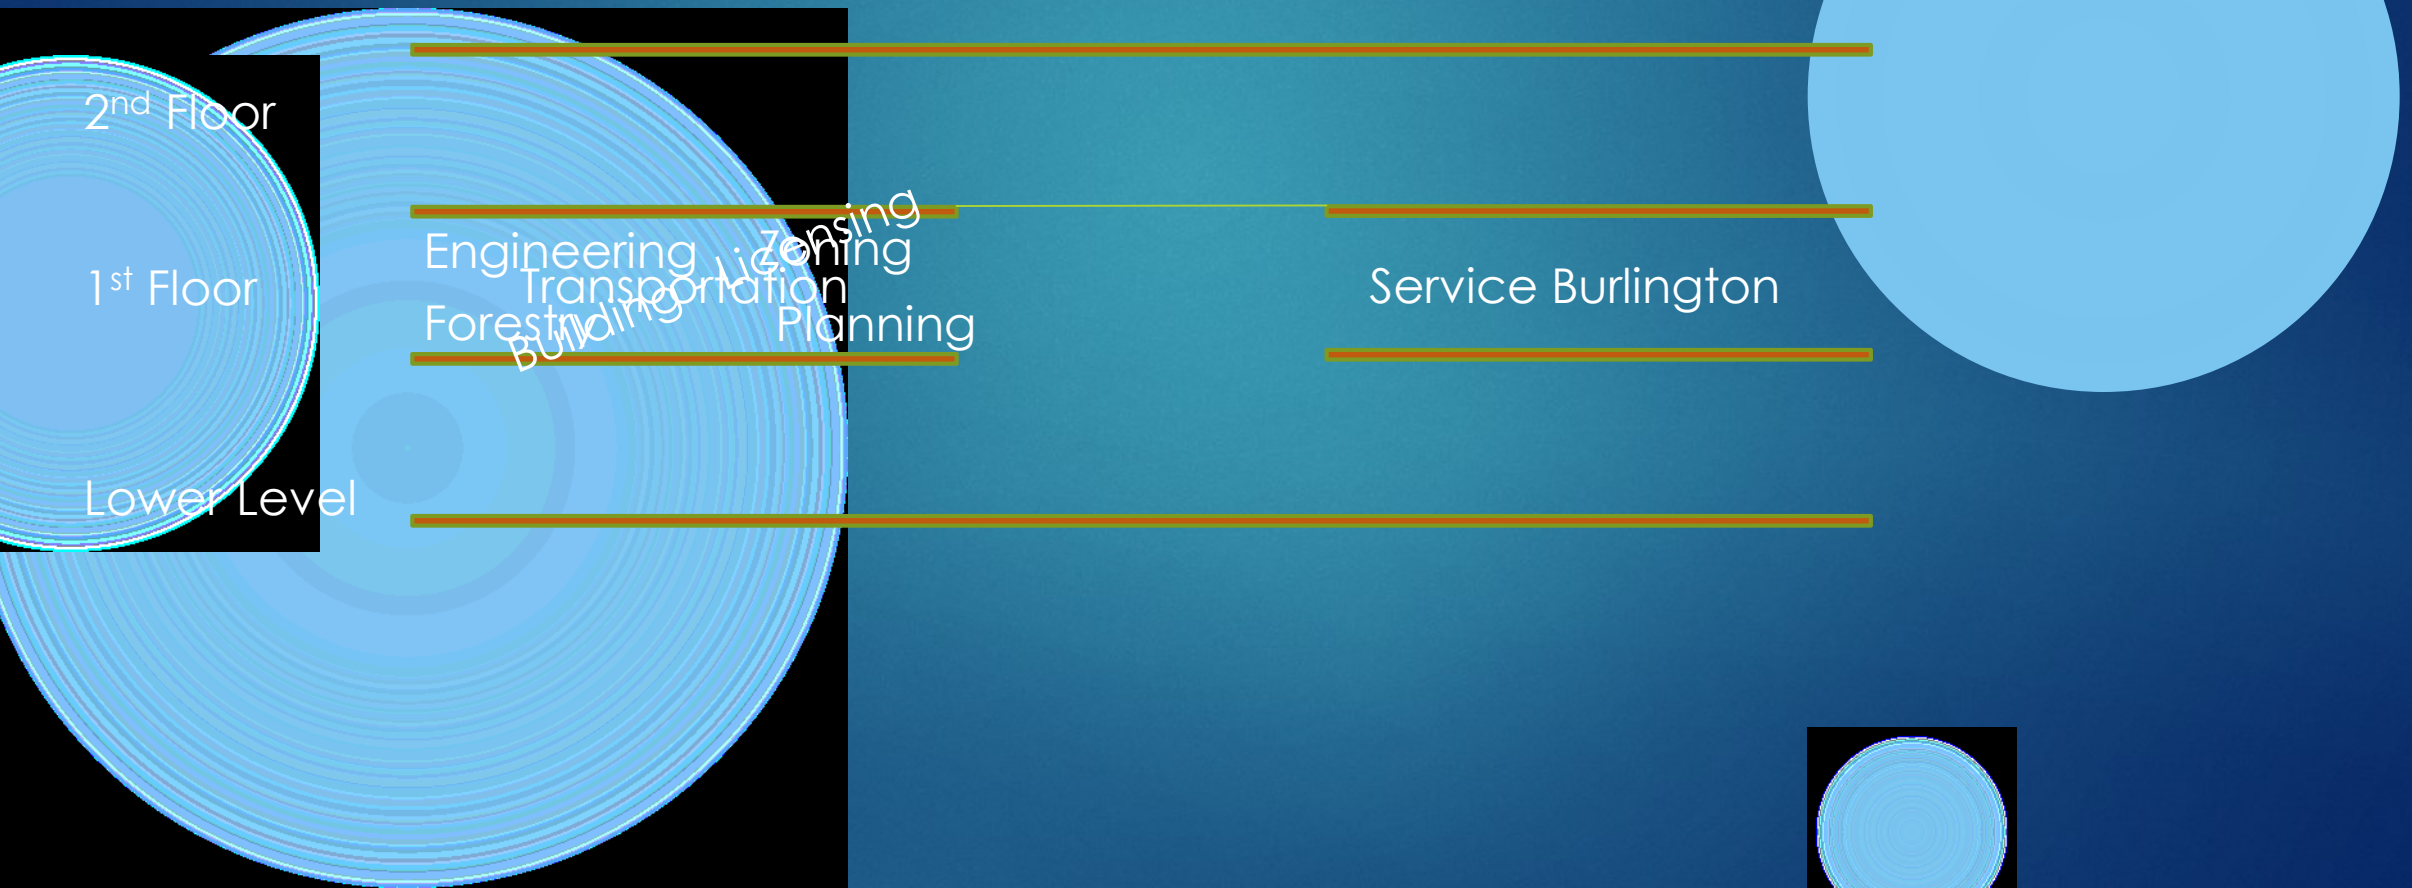 2nd Floor
1st Floor
Engineering
Zoning
Transportation
Forestry
Planning
Building - Licensing
Service Burlington
Lower Level